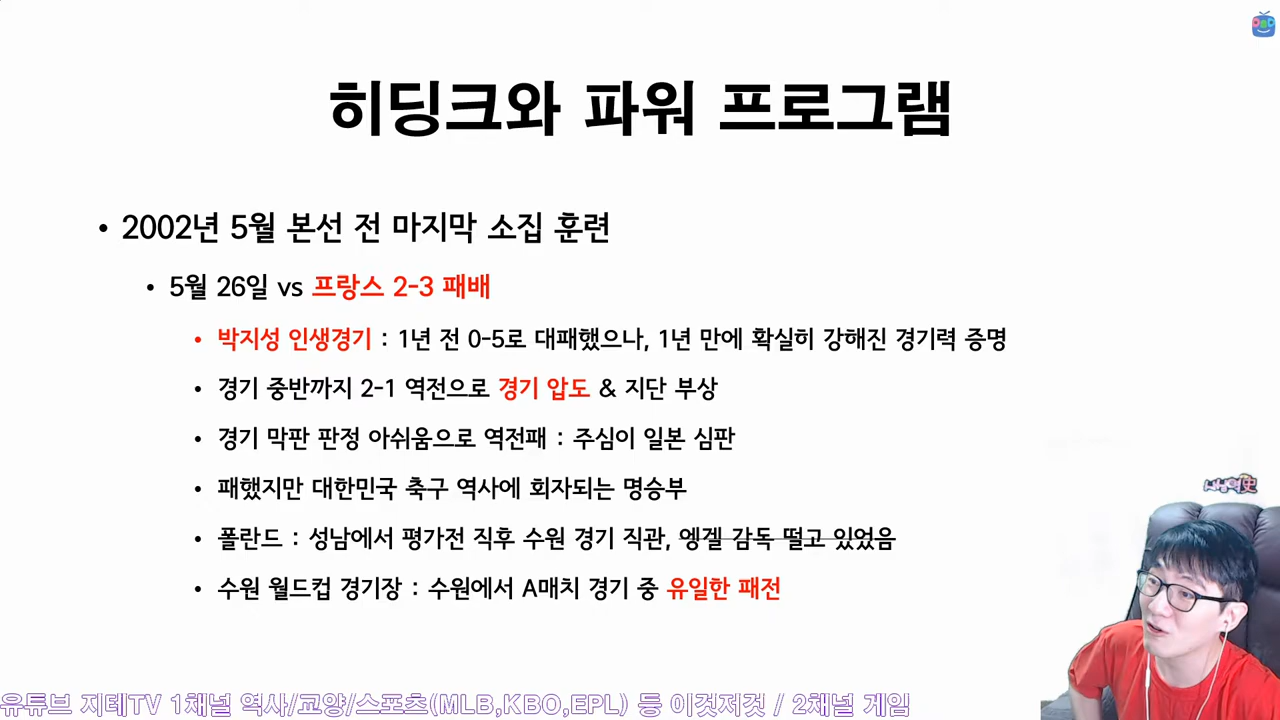 히딩크와 파워 프로그램
• 2002년 5월 본선 전 마지막 소집 훈련
• 5월 26일 vs 프랑스 2-3 패배
• 박지성 인생경기 : 1년 전 0-5로 대패했으나, 1년 만에 확실히 강해진 경기력 증명
• 경기 중반까지 2-1 역전으로 경기 압도 & 지단 부상
• 경기 막판 판정 아쉬움으로 역전패 : 주심이 일본 심판
• 패했지만 대한민국 축구 역사에 회자되는 명승부
• 폴란드 : 성남에서 평가전 직후 수원 경기 직관, 엥겔 감독 떨고 있었음
• 수원 월드컵 경기장 : 수원에서 A매치 경기 중 유일한 패전
유튜브 지테TV 1채널 역사/교양/스포츠(MLB,KBO,EPL) 등 이것저것 / 2채널 게임